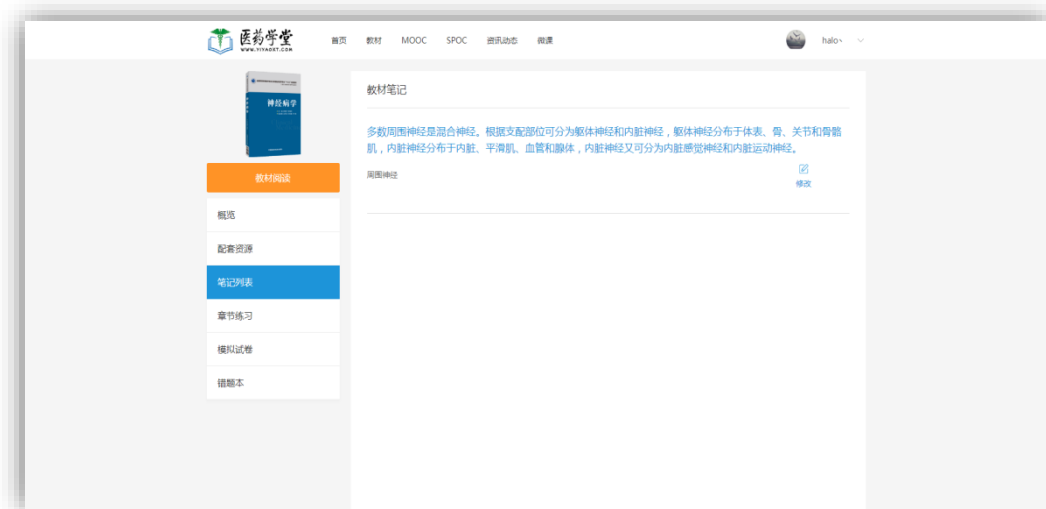 医药学堂
WWW.YIYAOXT.COM
首页 教材 MOOC SPOC 资讯动态 微课
halo丶
神经病学
教材阅读
概览
配套资源
笔记列表
章节练习
模拟试卷
错题本
教材笔记
多数周围神经是混合神经。根据支配部位可分为躯体神经和内脏神经，躯体神经分布于体表、骨、关节和骨骼
肌，内脏神经分布于内脏、平滑肌、血管和腺体，内脏神经又可分为内脏感觉神经和内脏运动神经。
周围神经
修改